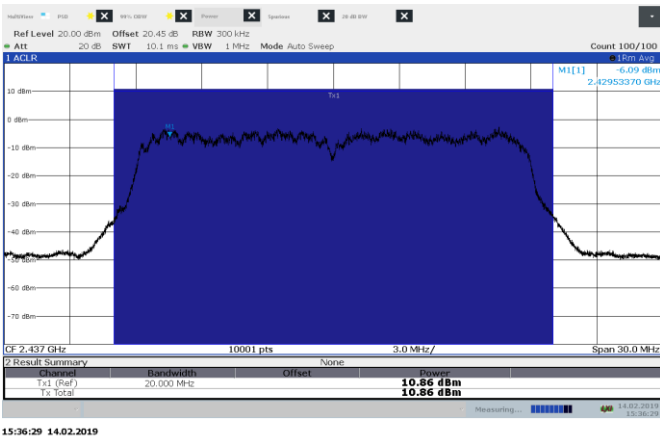 MultiView PSD 99% OBW Power Spurious 20 dB BW
Ref Level 20.00 dBm Offset 20.45 dB RBW 300 kHz
Att 20 dB SWT 10.1 ms VBW 1 MHz Mode Auto Sweep Count 100/100
1 ACLR 1Rm Avg
M1[1] -6.09 dBm
2.42953370 GHz
Tx1
10 dBm
0 dBm
M1
-10 dBm
-20 dBm
-30 dBm
-40 dBm
-50 dBm
-60 dBm
-70 dBm
CF 2.437 GHz 10001 pts 3.0 MHz/ Span 30.0 MHz
2 Result Summary None
Channel Bandwidth Offset Power
Tx1 (Ref) 20.000 MHz 10.86 dBm
Tx Total 10.86 dBm
Measuring... 14.02.2019
15:36:29
15:36:29 14.02.2019